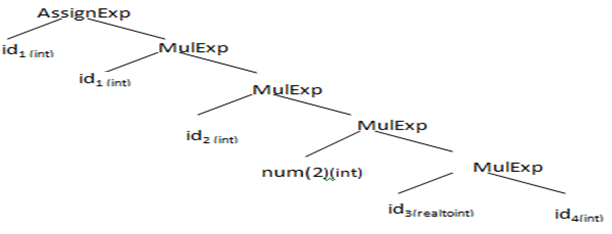 AssignExp
id₁ (int) MulExp
id₁ (int) MulExp
id₂ (int) MulExp
num(2)(int) MulExp
id₃(realtoint) id₄(int)